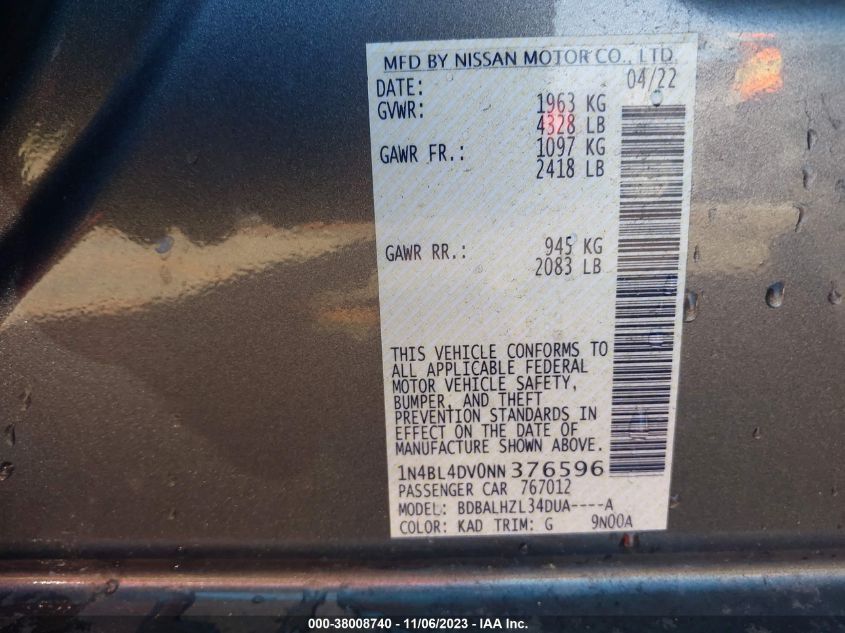 MFD BY NISSAN MOTOR CO., LTD.
DATE: 04/22
GVWR: 1963 KG
4328 LB
GAWR FR.: 1097 KG
2418 LB
GAWR RR.: 945 KG
2083 LB
THIS VEHICLE CONFORMS TO
ALL APPLICABLE FEDERAL
MOTOR VEHICLE SAFETY,
BUMPER, AND THEFT
PREVENTION STANDARDS IN
EFFECT ON THE DATE OF
MANUFACTURE SHOWN ABOVE.
1N4BL4DV0NN376596
PASSENGER CAR 767012
MODEL: BDBALHZL34DUA----A
COLOR: KAD TRIM: G 9N00A
000-38008740 - 11/06/2023 - Copyright © 2023 IAA, Inc.